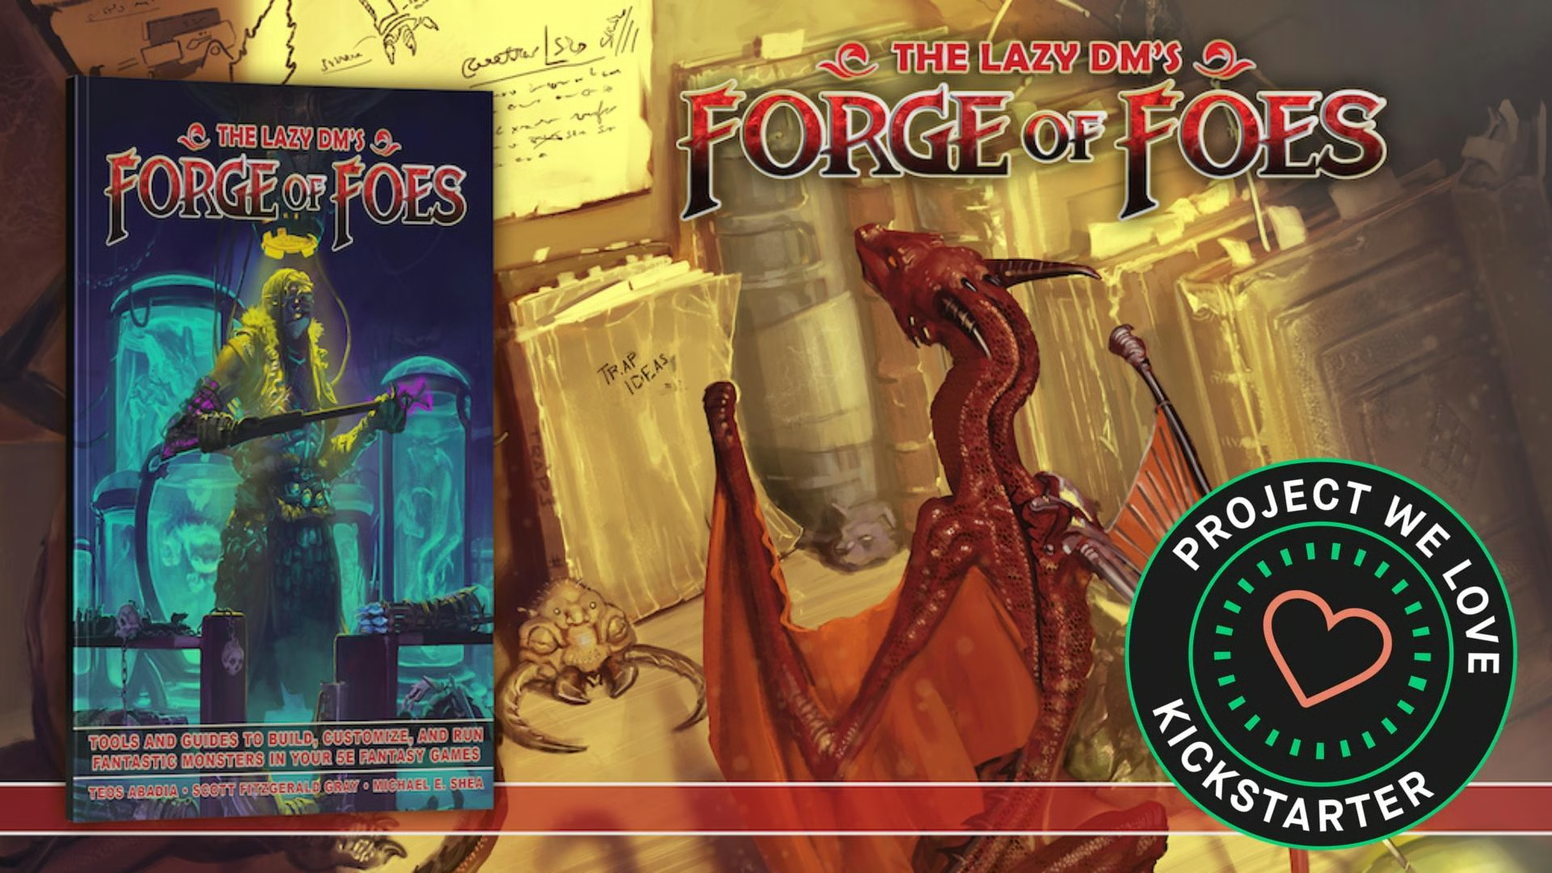 THE LAZY DM'S
FORGE OF FOES
TOOLS AND GUIDES TO BUILD, CUSTOMIZE, AND RUN
FANTASTIC MONSTERS IN YOUR 5E FANTASY GAMES
TEOS ABADIA • SCOTT FITZGERALD GRAY • MICHAEL E. SHEA
THE LAZY DM'S
FORGE OF FOES
TRAP
IDEAS
TRAPS
PROJECT WE LOVE
KICKSTARTER